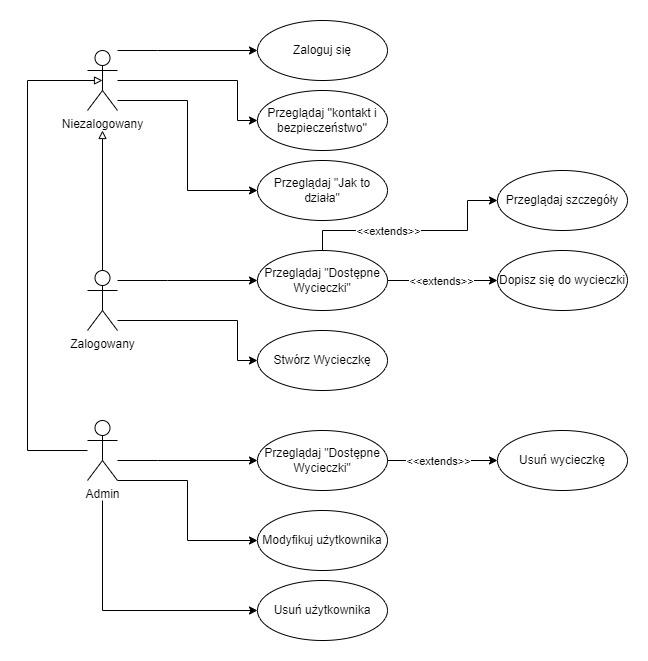 Zaloguj się
Niezalogowany
Przeglądaj "kontakt i
bezpieczeństwo"
Przeglądaj "Jak to
działa"
Przeglądaj szczegóły
<<extends>>
Przeglądaj "Dostępne
Wycieczki"
<<extends>>
Dopisz się do wycieczki
Zalogowany
Stwórz Wycieczkę
Przeglądaj "Dostępne
Wycieczki"
<<extends>>
Usuń wycieczkę
Admin
Modyfikuj użytkownika
Usuń użytkownika